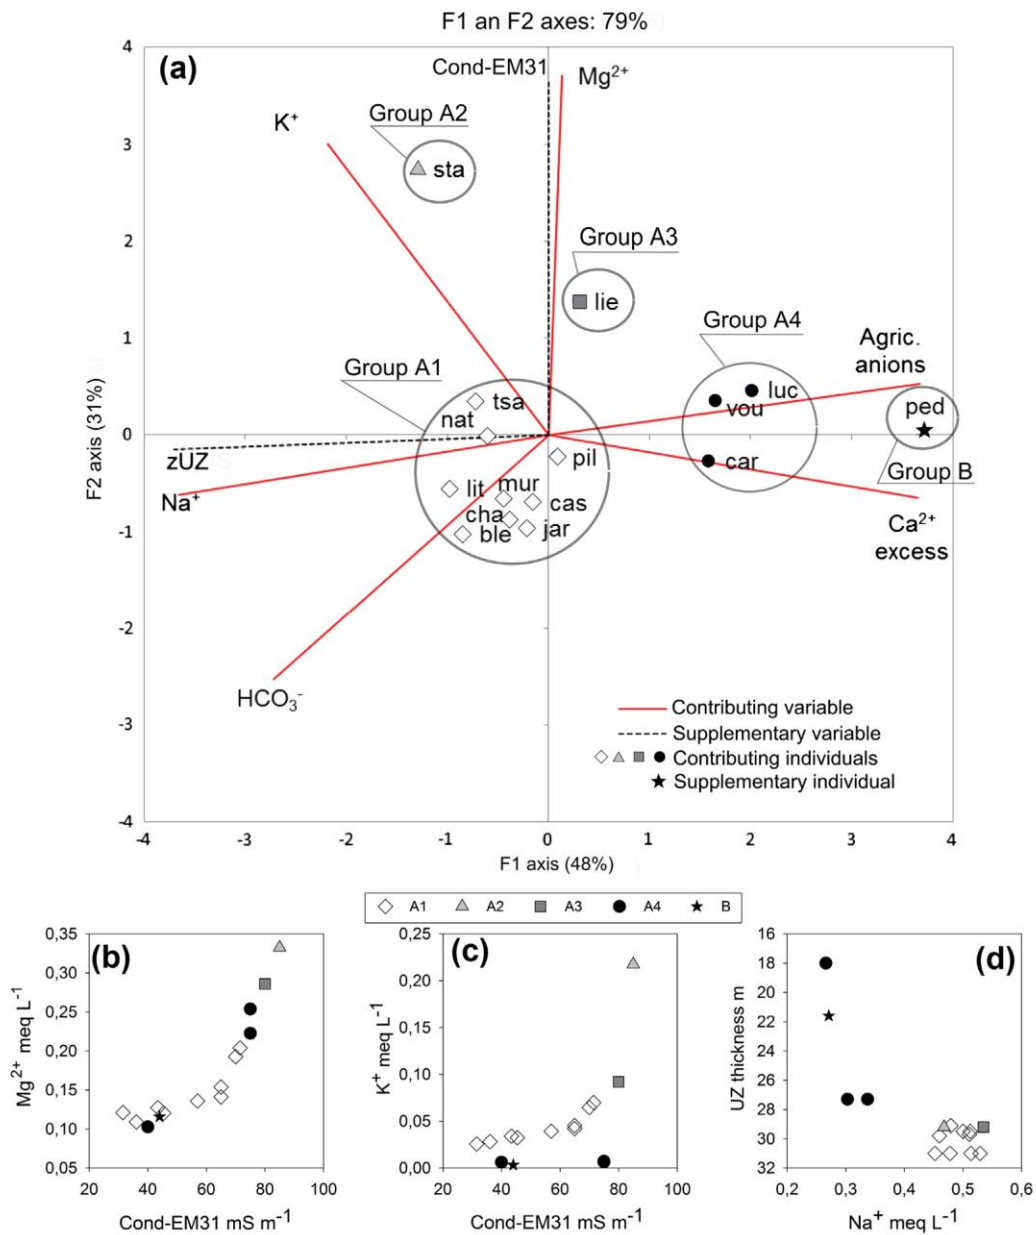 F1 an F2 axes: 79%
(a)
4
3
2
1
0
-1
-2
-3
-4
F2 axis (31%)
Cond-EM31
Mg²⁺
K⁺
Group A2
sta
Group A3
lie
Group A4
Agric.
anions
luc
vou
ped
car
Group B
Ca²⁺
excess
Group A1
tsa
nat
zUZ
Na⁺
pil
lit
mur
cas
cha
ble
jar
HCO₃⁻
Contributing variable
Supplementary variable
Contributing individuals
Supplementary individual
-4 -3 -2 -1 0 1 2 3 4
F1 axis (48%)
A1 A2 A3 A4 B
(b)
0,35
0,30
0,25
0,20
0,15
0,10
0,05
Mg²⁺ meq L⁻¹
20 40 60 80 100
Cond-EM31 mS m⁻¹
(c)
0,25
0,20
0,15
0,10
0,05
0,00
K⁺ meq L⁻¹
20 40 60 80 100
Cond-EM31 mS m⁻¹
(d)
16
18
20
22
24
26
28
30
32
UZ thickness m
0,2 0,3 0,4 0,5 0,6
Na⁺ meq L⁻¹